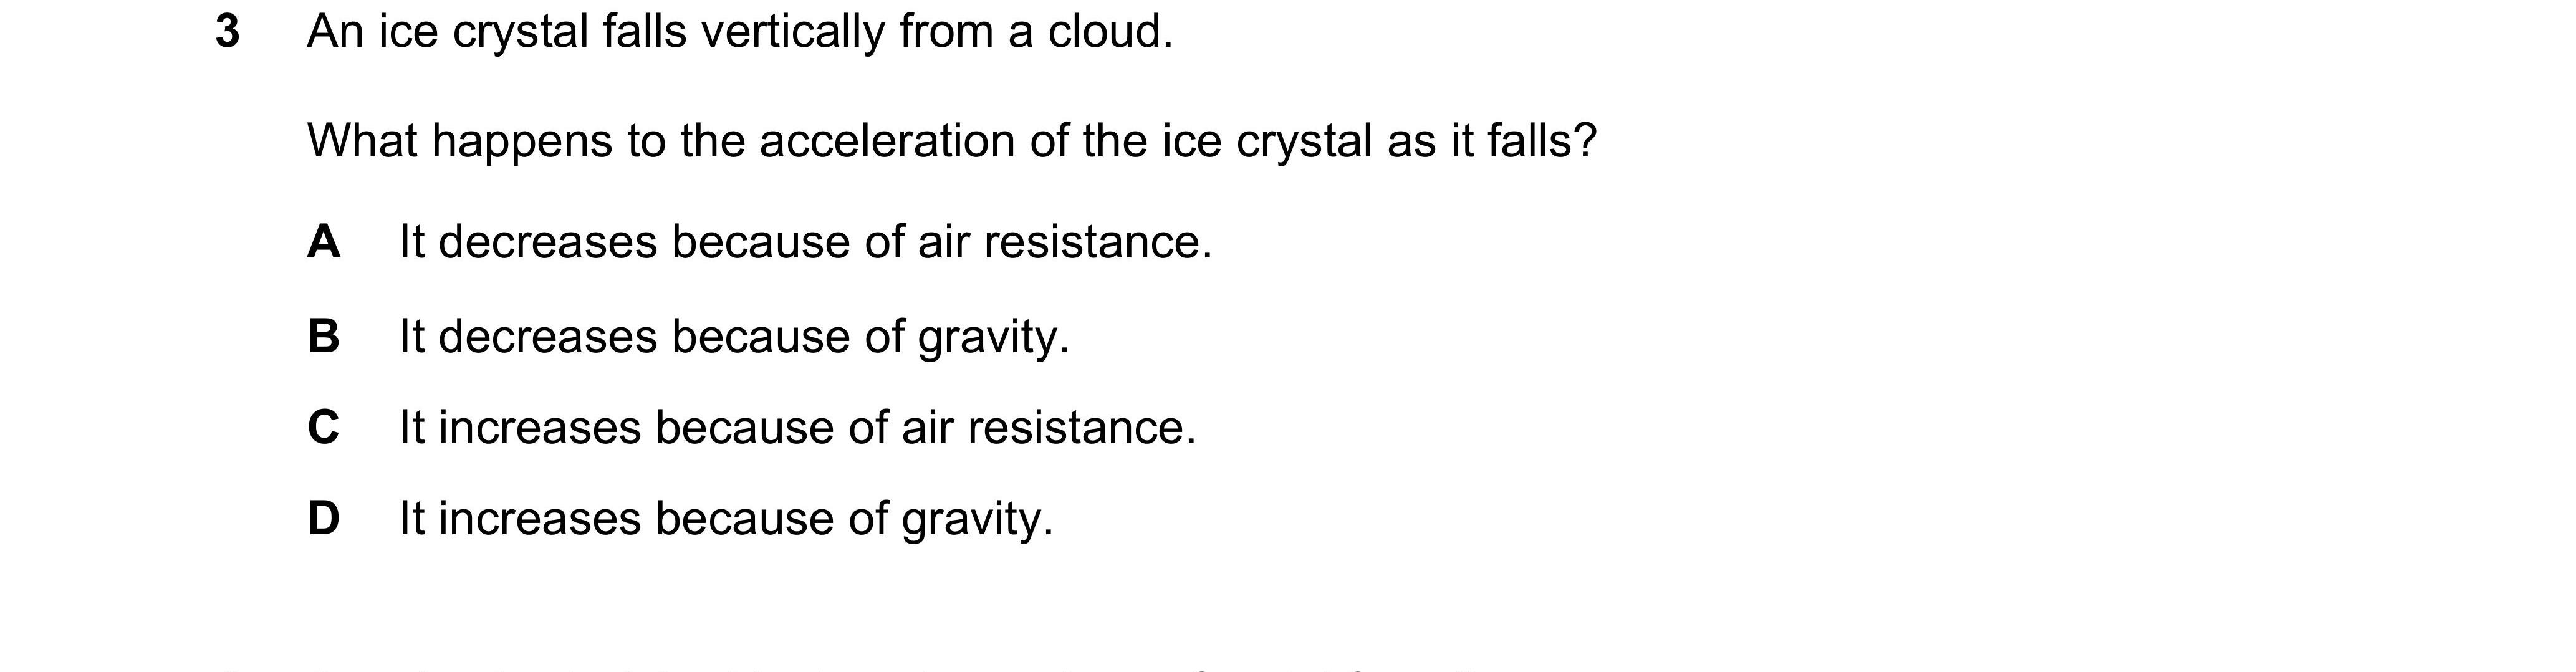 3 An ice crystal falls vertically from a cloud.
What happens to the acceleration of the ice crystal as it falls?
A It decreases because of air resistance.
B It decreases because of gravity.
C It increases because of air resistance.
D It increases because of gravity.